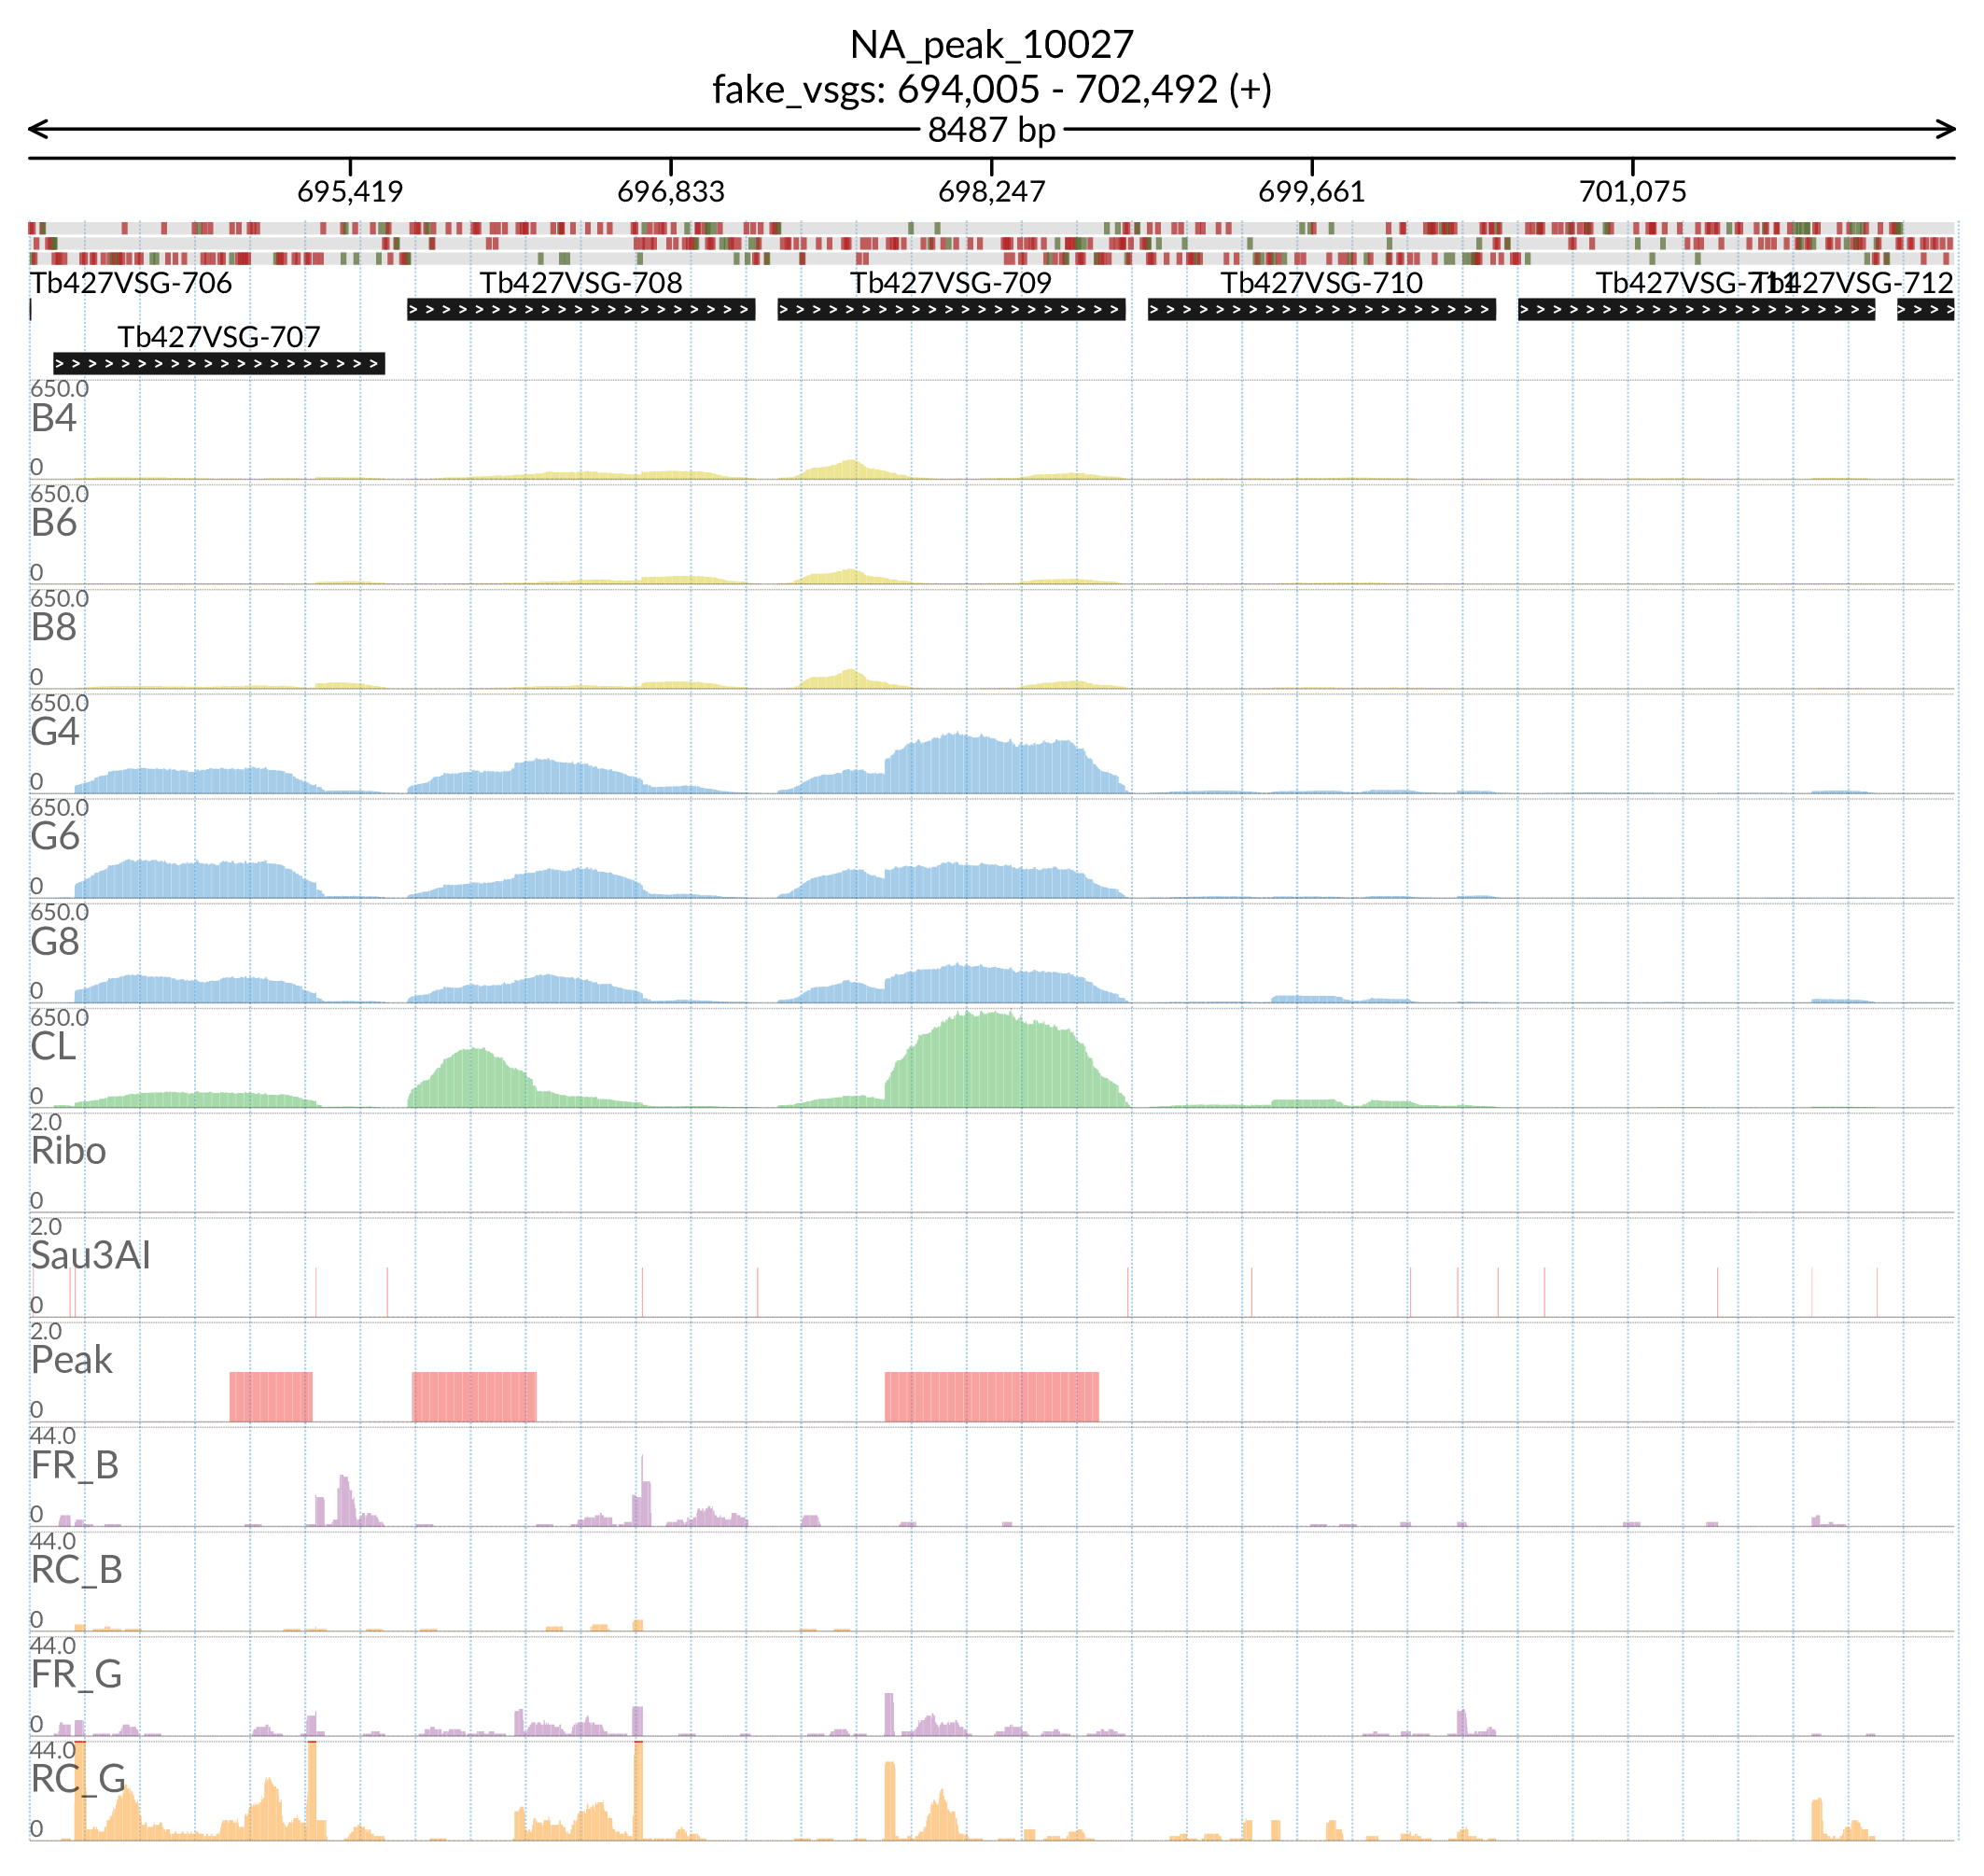 NA_peak_10027
fake_vsgs: 694,005 - 702,492 (+)
8487 bp
695,419 696,833 698,247 699,661 701,075
Tb427VSG-706 Tb427VSG-708 Tb427VSG-709 Tb427VSG-710 Tb427VSG-711 Tb427VSG-712
Tb427VSG-707
650.0
B4
0
650.0
B6
0
650.0
B8
0
650.0
G4
0
650.0
G6
0
650.0
G8
0
650.0
CL
0
2.0
Ribo
0
2.0
Sau3AI
0
2.0
Peak
0
44.0
FR_B
0
44.0
RC_B
0
44.0
FR_G
0
44.0
RC_G
0